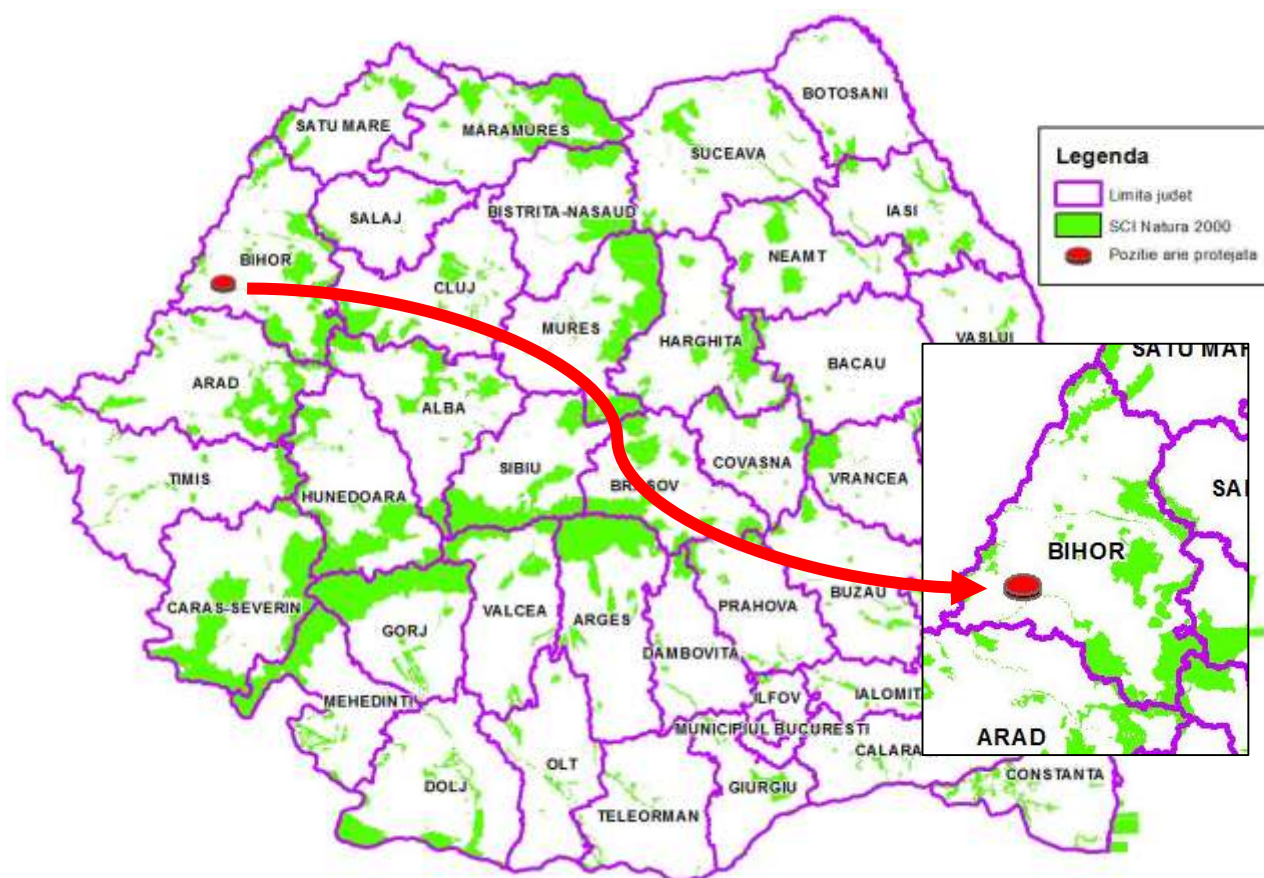 BOTOSANI
SATU MARE
MARAMURES
SUCEAVA
Legenda
Limita judet
SCI Natura 2000
Pozitie arie protejata
SALAJ
BISTRITA-NASAUD
IASI
BIHOR
NEAMT
CLUJ
MURES
HARGHITA
VASLUI
BACAU
SATU MAR
ARAD
ALBA
SIBIU
COVASNA
TIMIS
HUNEDOARA
BRASOV
VRANCEA
BIHOR
CARAS-SEVERIN
GORJ
VALCEA
ARGES
PRAHOVA
BUZAU
DAMBOVITA
MEHEDINTI
ILFOV
IALOMIT
MUNICIPIUL BUCURESTI
ARAD
CALARA
OLT
CONSTANTA
DOLJ
GIURGIU
TELEORMAN